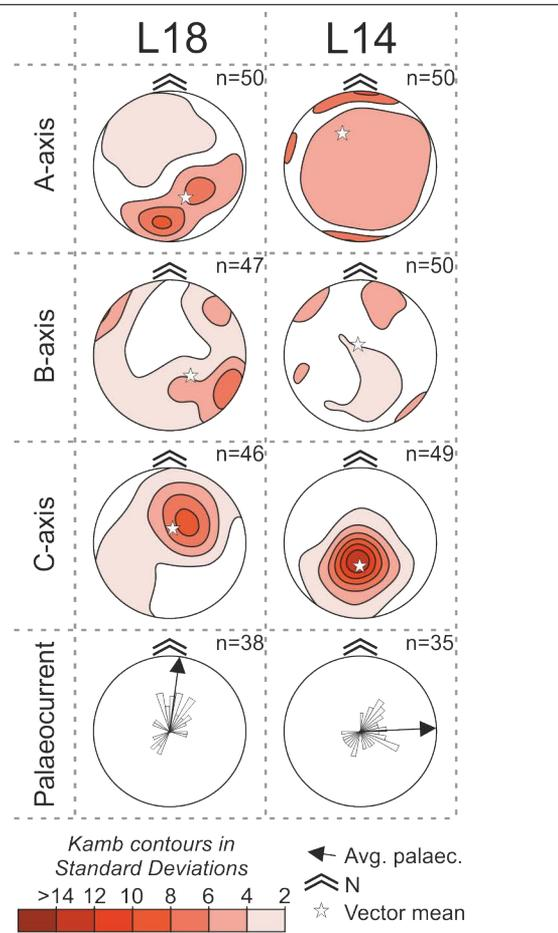 L18 L14
A-axis n=50 n=50
B-axis n=47 n=50
C-axis n=46 n=49
Palaeocurrent n=38 n=35
Kamb contours in
Standard Deviations
>14 12 10 8 6 4 2
Avg. palaec.
N
Vector mean